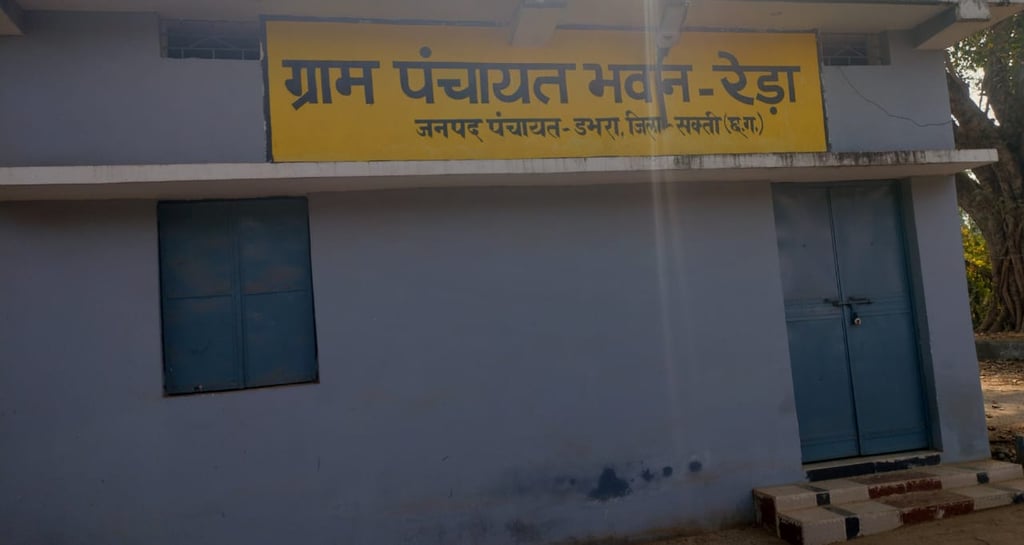 ग्राम पंचायत भवन - रेड़ा
जनपद पंचायत - डभरा, जिला - सक्ती (छ.ग.)